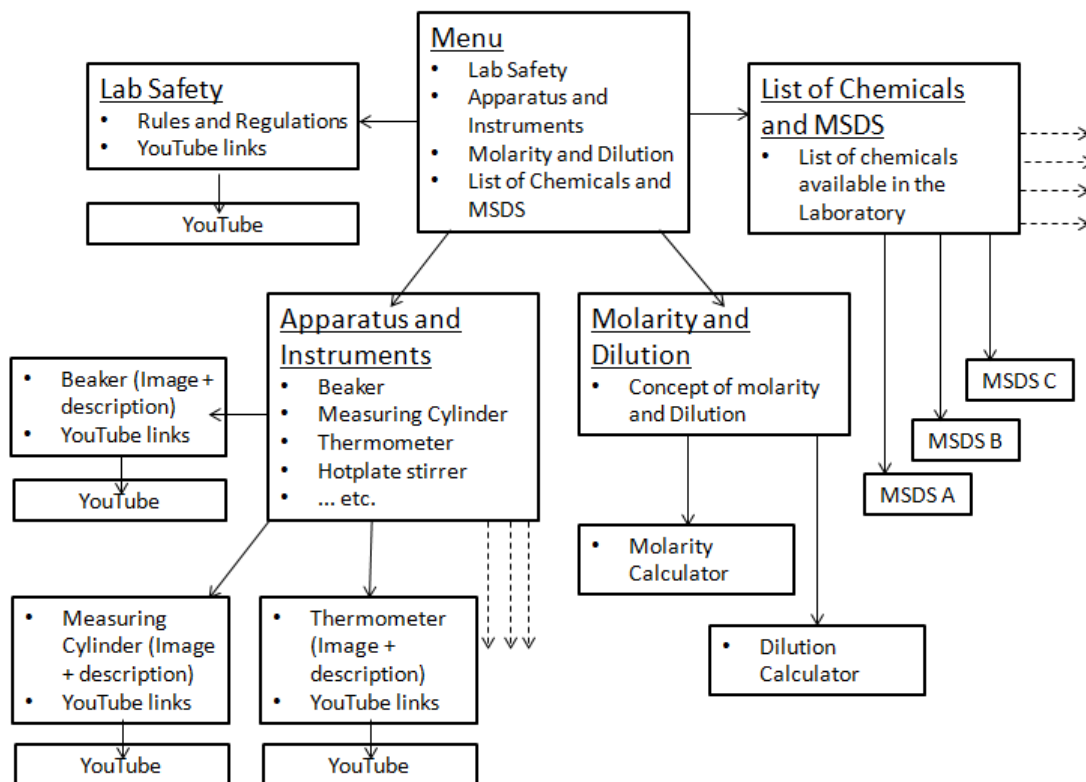 Menu
• Lab Safety
• Apparatus and
Instruments
• Molarity and Dilution
• List of Chemicals and
MSDS
Lab Safety
• Rules and Regulations
• YouTube links
YouTube
List of Chemicals
and MSDS
• List of chemicals
available in the
Laboratory
Apparatus and
Instruments
• Beaker
• Measuring Cylinder
• Thermometer
• Hotplate stirrer
• ... etc.
Molarity and
Dilution
• Concept of molarity
and Dilution
• Beaker (Image +
description)
• YouTube links
YouTube
MSDS C
MSDS B
MSDS A
• Molarity
Calculator
• Dilution
Calculator
• Measuring
Cylinder (Image
+ description)
• YouTube links
YouTube
• Thermometer
(Image +
description)
• YouTube links
YouTube